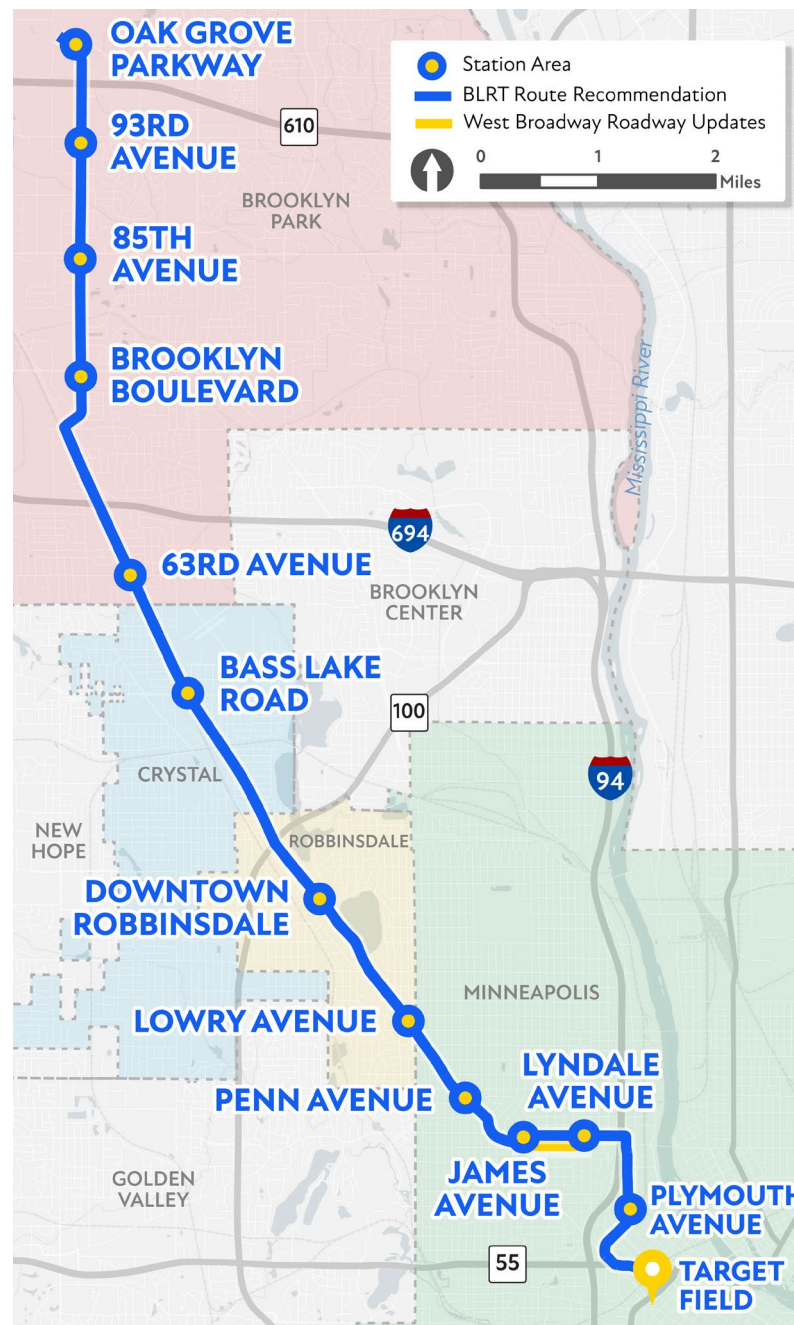 OAK GROVE
PARKWAY
Station Area
BLRT Route Recommendation
West Broadway Roadway Updates
0 1 2
Miles
93RD
AVENUE
610
BROOKLYN
PARK
85TH
AVENUE
BROOKLYN
BOULEVARD
Mississippi River
694
63RD AVENUE
BROOKLYN
CENTER
BASS LAKE
ROAD
100
CRYSTAL
94
NEW
HOPE
ROBBINSDALE
DOWNTOWN
ROBBINSDALE
MINNEAPOLIS
LOWRY AVENUE
LYNDALE
AVENUE
PENN AVENUE
JAMES
AVENUE
GOLDEN
VALLEY
PLYMOUTH
AVENUE
55
TARGET
FIELD